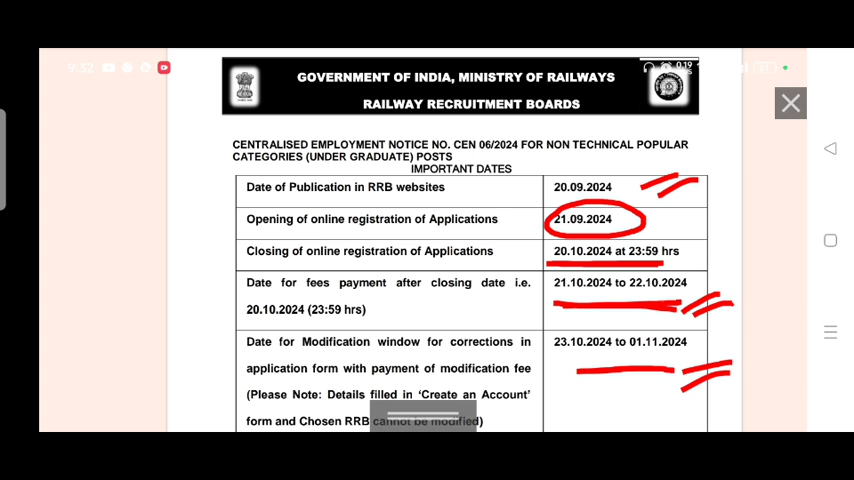 9:32
0.19
GOVERNMENT OF INDIA, MINISTRY OF RAILWAYS
RAILWAY RECRUITMENT BOARDS
CENTRALISED EMPLOYMENT NOTICE NO. CEN 06/2024 FOR NON TECHNICAL POPULAR
CATEGORIES (UNDER GRADUATE) POSTS
IMPORTANT DATES
Date of Publication in RRB websites 20.09.2024
Opening of online registration of Applications 21.09.2024
Closing of online registration of Applications 20.10.2024 at 23:59 hrs
Date for fees payment after closing date i.e. 21.10.2024 to 22.10.2024
20.10.2024 (23:59 hrs)
Date for Modification window for corrections in 23.10.2024 to 01.11.2024
application form with payment of modification fee
(Please Note: Details filled in 'Create an Account'
form and Chosen RRB cannot be modified)